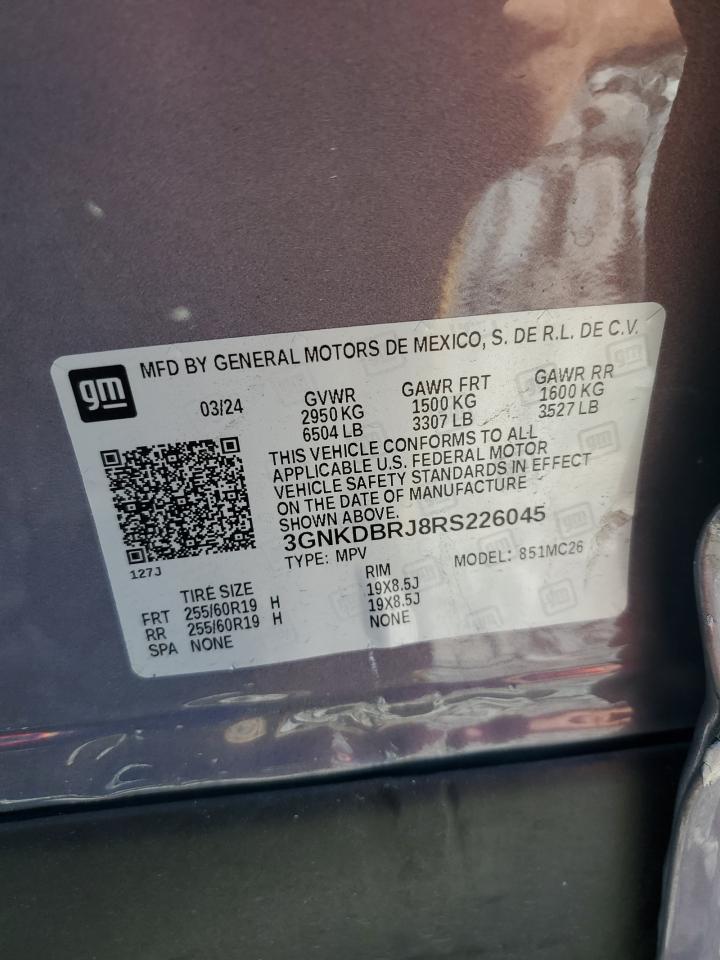 gm
MFD BY GENERAL MOTORS DE MEXICO, S. DE R.L. DE C.V.
03/24 GVWR GAWR FRT GAWR RR
2950 KG 1500 KG 1600 KG
6504 LB 3307 LB 3527 LB
THIS VEHICLE CONFORMS TO ALL
APPLICABLE U.S. FEDERAL MOTOR
VEHICLE SAFETY STANDARDS IN EFFECT
ON THE DATE OF MANUFACTURE
SHOWN ABOVE.
3GNKDBRJ8RS226045
TYPE: MPV MODEL: 851MC26
127J
TIRE SIZE RIM
FRT 255/60R19 H 19X8.5J
RR 255/60R19 H 19X8.5J
SPA NONE NONE